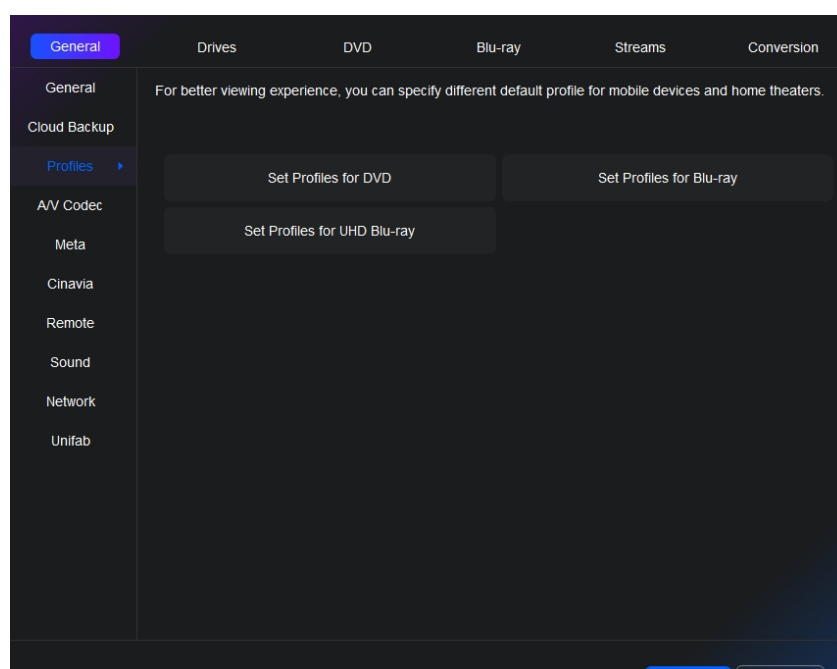 General Drives DVD Blu-ray Streams Conversion
General
Cloud Backup
Profiles
A/V Codec
Meta
Cinavia
Remote
Sound
Network
Unifab
For better viewing experience, you can specify different default profile for mobile devices and home theaters.
Set Profiles for DVD Set Profiles for Blu-ray
Set Profiles for UHD Blu-ray